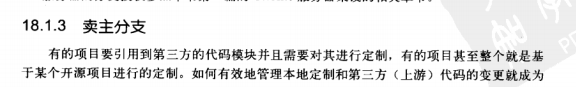 18.1.3 卖主分支
有的项目要引用到第三方的代码模块并且需要对其进行定制，有的项目甚至整个就是基
于某个开源项目进行的定制。如何有效地管理本地定制和第三方（上游）代码的变更就成为